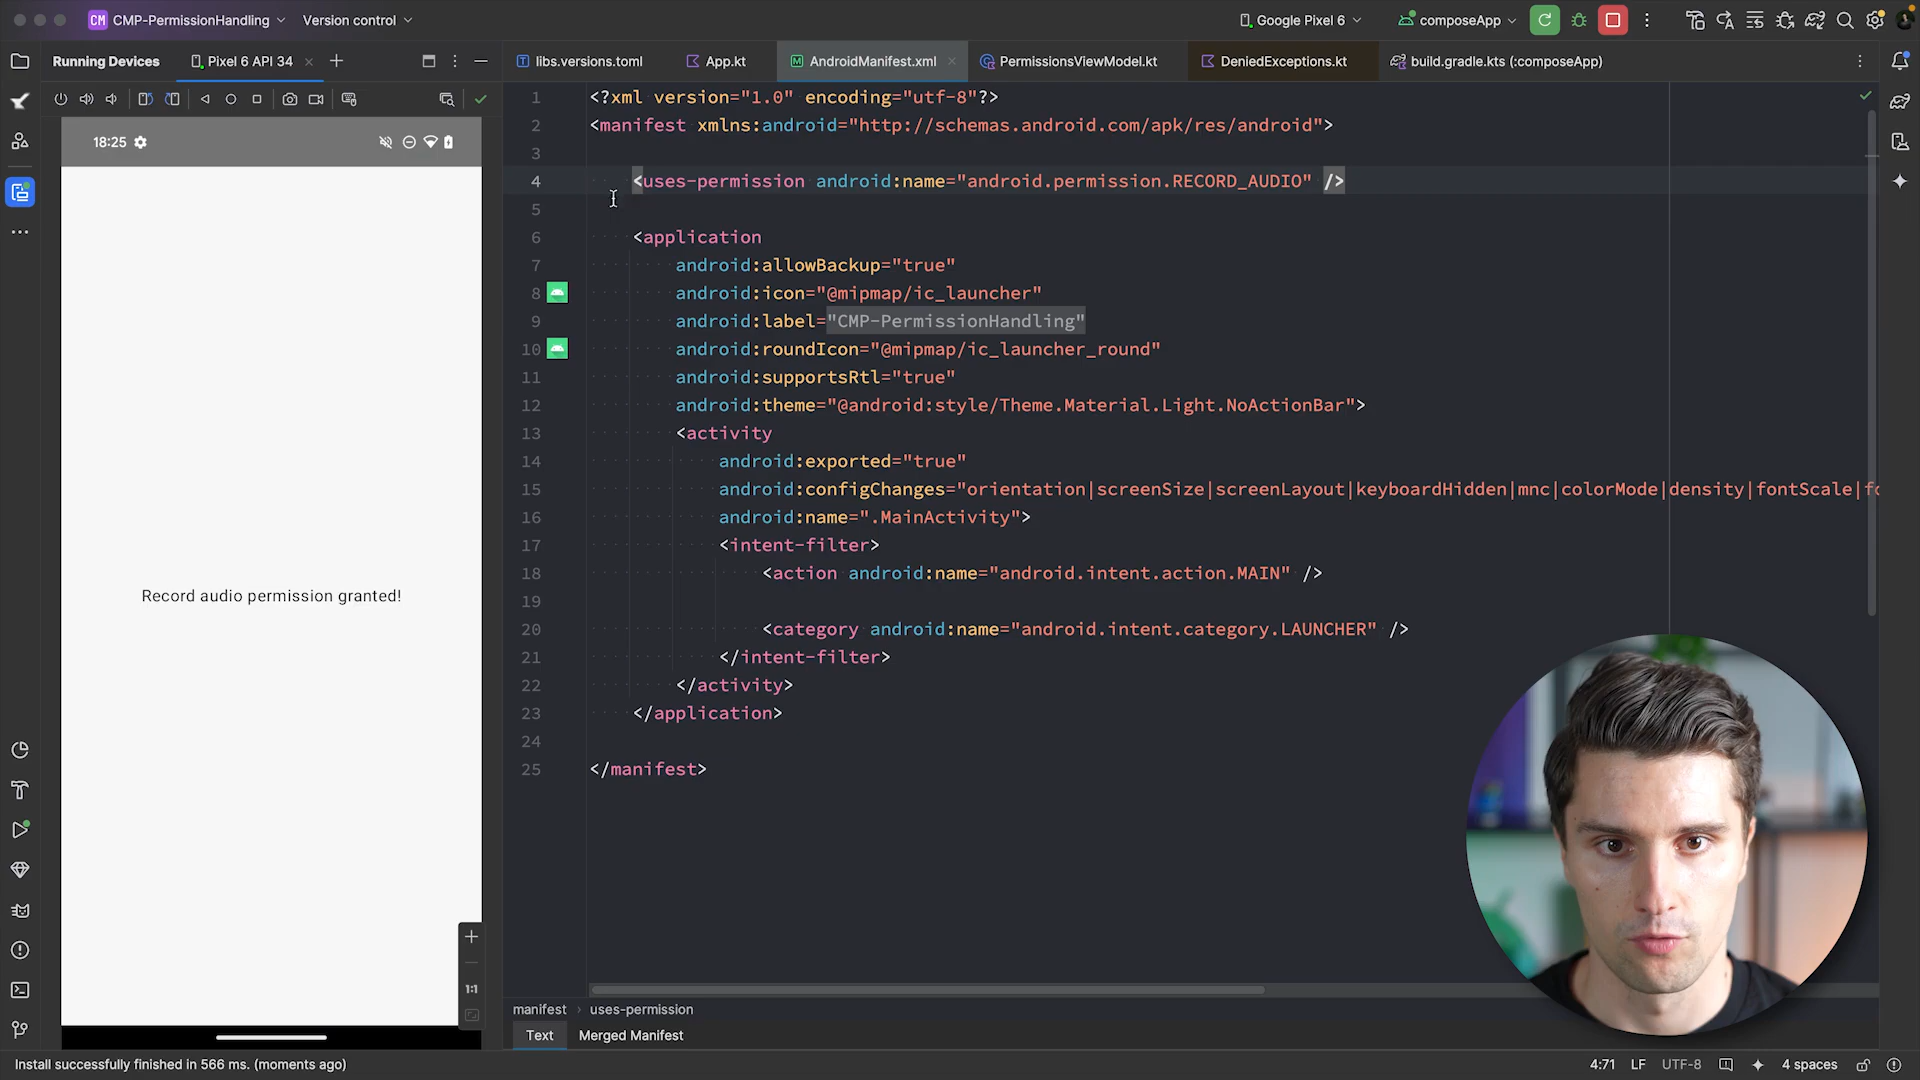 CM CMP-PermissionHandling Version control Google Pixel 6 composeApp
Running Devices Pixel 6 API 34
libs.versions.toml App.kt AndroidManifest.xml PermissionsViewModel.kt DeniedExceptions.kt build.gradle.kts (:composeApp)
18:25
Record audio permission granted!
1:1
1 <?xml version="1.0" encoding="utf-8"?>
2 <manifest xmlns:android="http://schemas.android.com/apk/res/android">
3
4 <uses-permission android:name="android.permission.RECORD_AUDIO" />
5
6 <application
7 android:allowBackup="true"
8 android:icon="@mipmap/ic_launcher"
9 android:label="CMP-PermissionHandling"
10 android:roundIcon="@mipmap/ic_launcher_round"
11 android:supportsRtl="true"
12 android:theme="@android:style/Theme.Material.Light.NoActionBar">
13 <activity
14 android:exported="true"
15 android:configChanges="orientation|screenSize|screenLayout|keyboardHidden|mnc|colorMode|density|fontScale|fo
16 android:name=".MainActivity">
17 <intent-filter>
18 <action android:name="android.intent.action.MAIN" />
19
20 <category android:name="android.intent.category.LAUNCHER" />
21 </intent-filter>
22 </activity>
23 </application>
24
25 </manifest>
manifest › uses-permission
Text Merged Manifest
Install successfully finished in 566 ms. (moments ago) 4:71 LF UTF-8 4 spaces